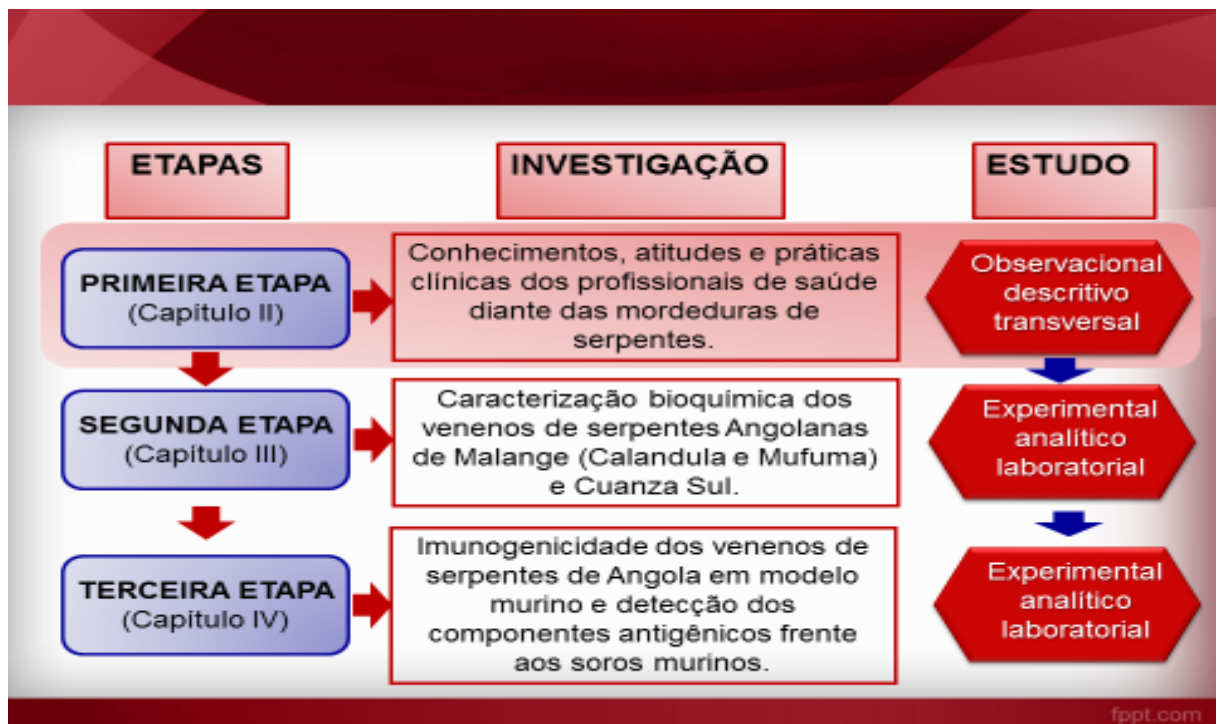 ETAPAS
INVESTIGAÇÃO
ESTUDO
PRIMEIRA ETAPA
(Capítulo II)
Conhecimentos, atitudes e práticas
clínicas dos profissionais de saúde
diante das mordeduras de
serpentes.
Observacional
descritivo
transversal
SEGUNDA ETAPA
(Capítulo III)
Caracterização bioquímica dos
venenos de serpentes Angolanas
de Malange (Calandula e Mufuma)
e Cuanza Sul.
Experimental
analítico
laboratorial
TERCEIRA ETAPA
(Capítulo IV)
Imunogenicidade dos venenos de
serpentes de Angola em modelo
murino e detecção dos
componentes antigênicos frente
aos soros murinos.
Experimental
analítico
laboratorial
fppt.com